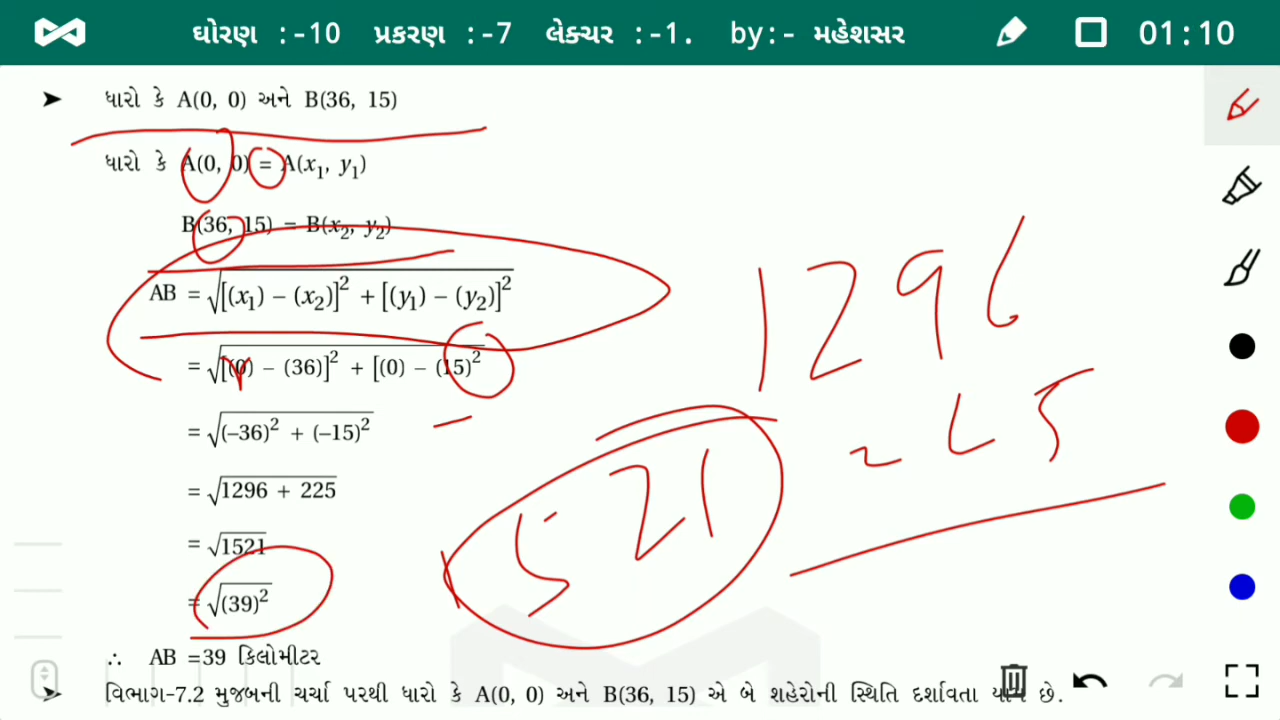 ધોરણ :-10 પ્રકરણ :-7 લેક્ચર :-1. by:- મહેશસર 01:10
➤ ધારો કે A(0, 0) અને B(36, 15)
ધારો કે A(0, 0) = A(x₁, y₁)
B(36, 15) = B(x₂, y₂)
AB = √[(x₁) – (x₂)]² + [(y₁) – (y₂)]²
= √[(0) – (36)]² + [(0) – (15)²
= √(–36)² + (–15)²
= √1296 + 225
= √1521
= √(39)²
∴ AB =39 કિલોમીટર
➤ વિભાગ-7.2 મુજબની ચર્ચા પરથી ધારો કે A(0, 0) અને B(36, 15) એ બે શહેરોની સ્થિતિ દર્શાવતા છે.
1296
521